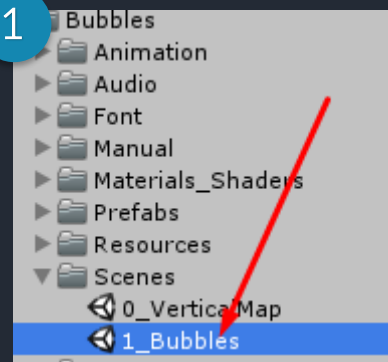 1
Bubbles
Animation
Audio
Font
Manual
Materials_Shaders
Prefabs
Resources
Scenes
0_VerticalMap
1_Bubbles